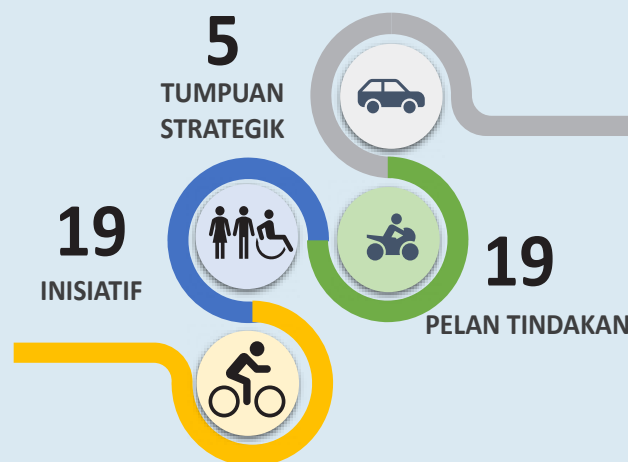 5
TUMPUAN
STRATEGIK
19
INISIATIF
19
PELAN TINDAKAN